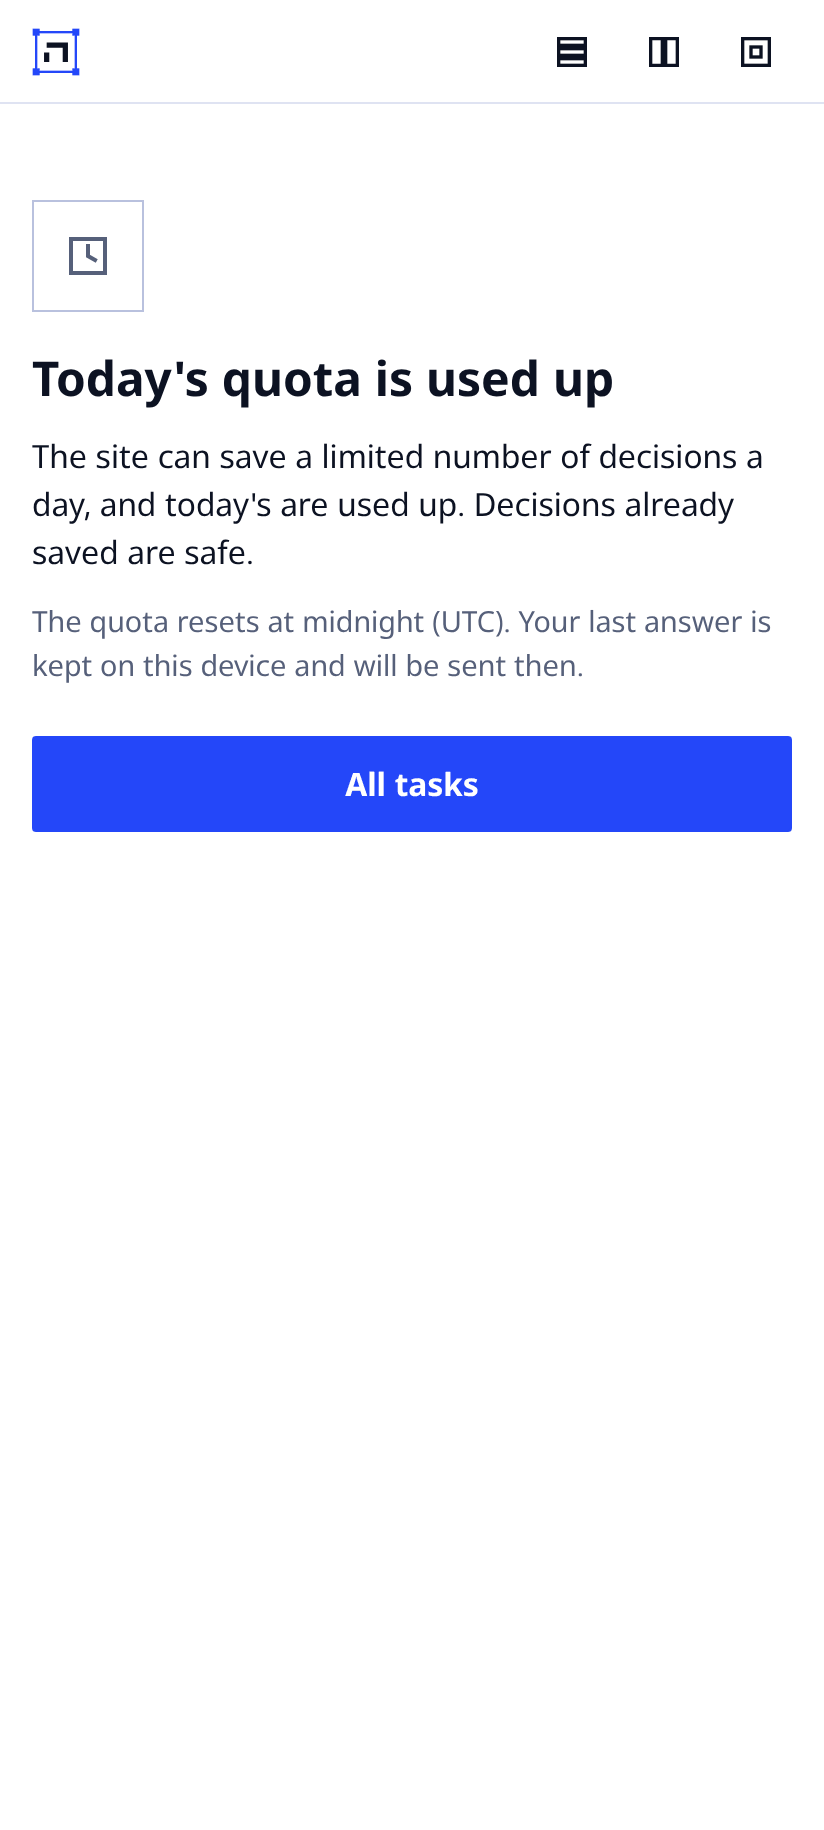 Today's quota is used up
The site can save a limited number of decisions a
day, and today's are used up. Decisions already
saved are safe.
The quota resets at midnight (UTC). Your last answer is
kept on this device and will be sent then.
All tasks